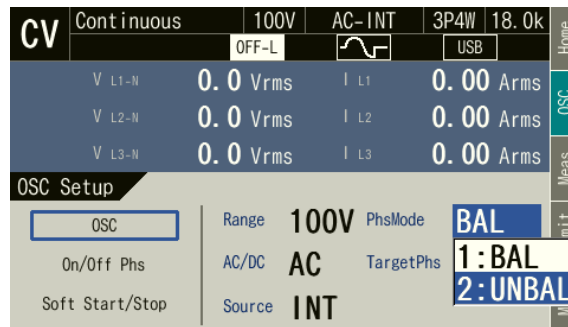 CV Continuous 100V AC-INT 3P4W 18.0k
OFF-L USB
V L1-N 0.0 Vrms I L1 0.00 Arms
V L2-N 0.0 Vrms I L2 0.00 Arms
V L3-N 0.0 Vrms I L3 0.00 Arms
OSC Setup
OSC Range 100V PhsMode BAL
On/Off Phs AC/DC AC TargetPhs 1:BAL
Soft Start/Stop Source INT 2:UNBAL
Home
OSC
Meas